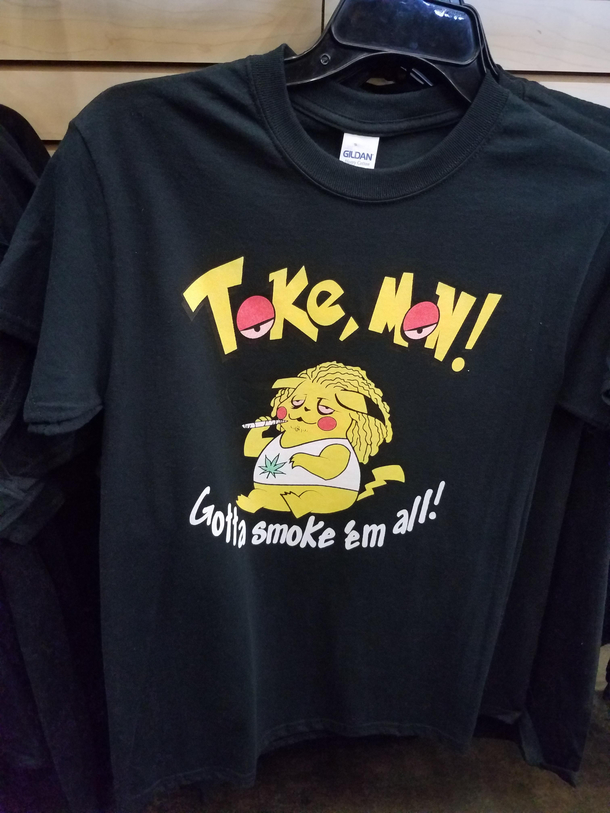 GILDAN
Toke, Mon!
Gotta smoke 'em all!